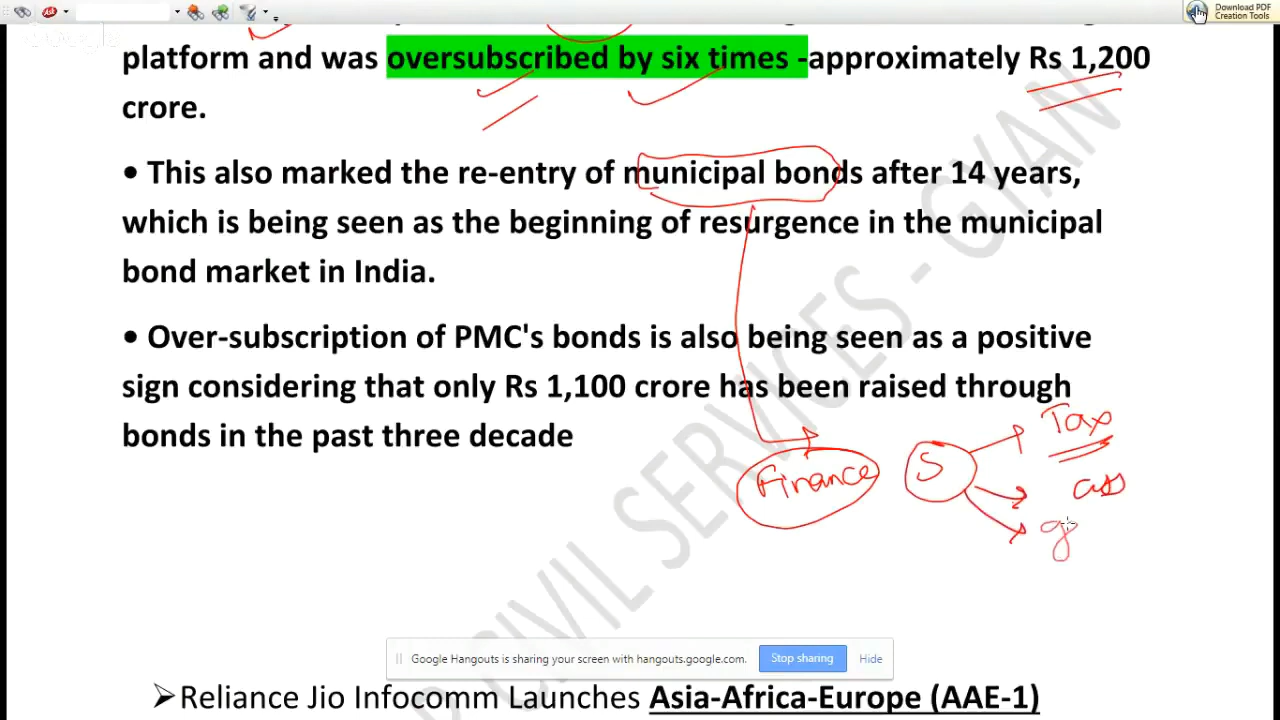 Download PDF
Creation Tools
platform and was oversubscribed by six times -approximately Rs 1,200
crore.
• This also marked the re-entry of municipal bonds after 14 years,
which is being seen as the beginning of resurgence in the municipal
bond market in India.
• Over-subscription of PMC's bonds is also being seen as a positive
sign considering that only Rs 1,100 crore has been raised through
bonds in the past three decade
Tax
Finance
S
g
CIVIL SERVICES - GYAN
Google Hangouts is sharing your screen with hangouts.google.com.
Stop sharing
Hide
➢Reliance Jio Infocomm Launches Asia-Africa-Europe (AAE-1)